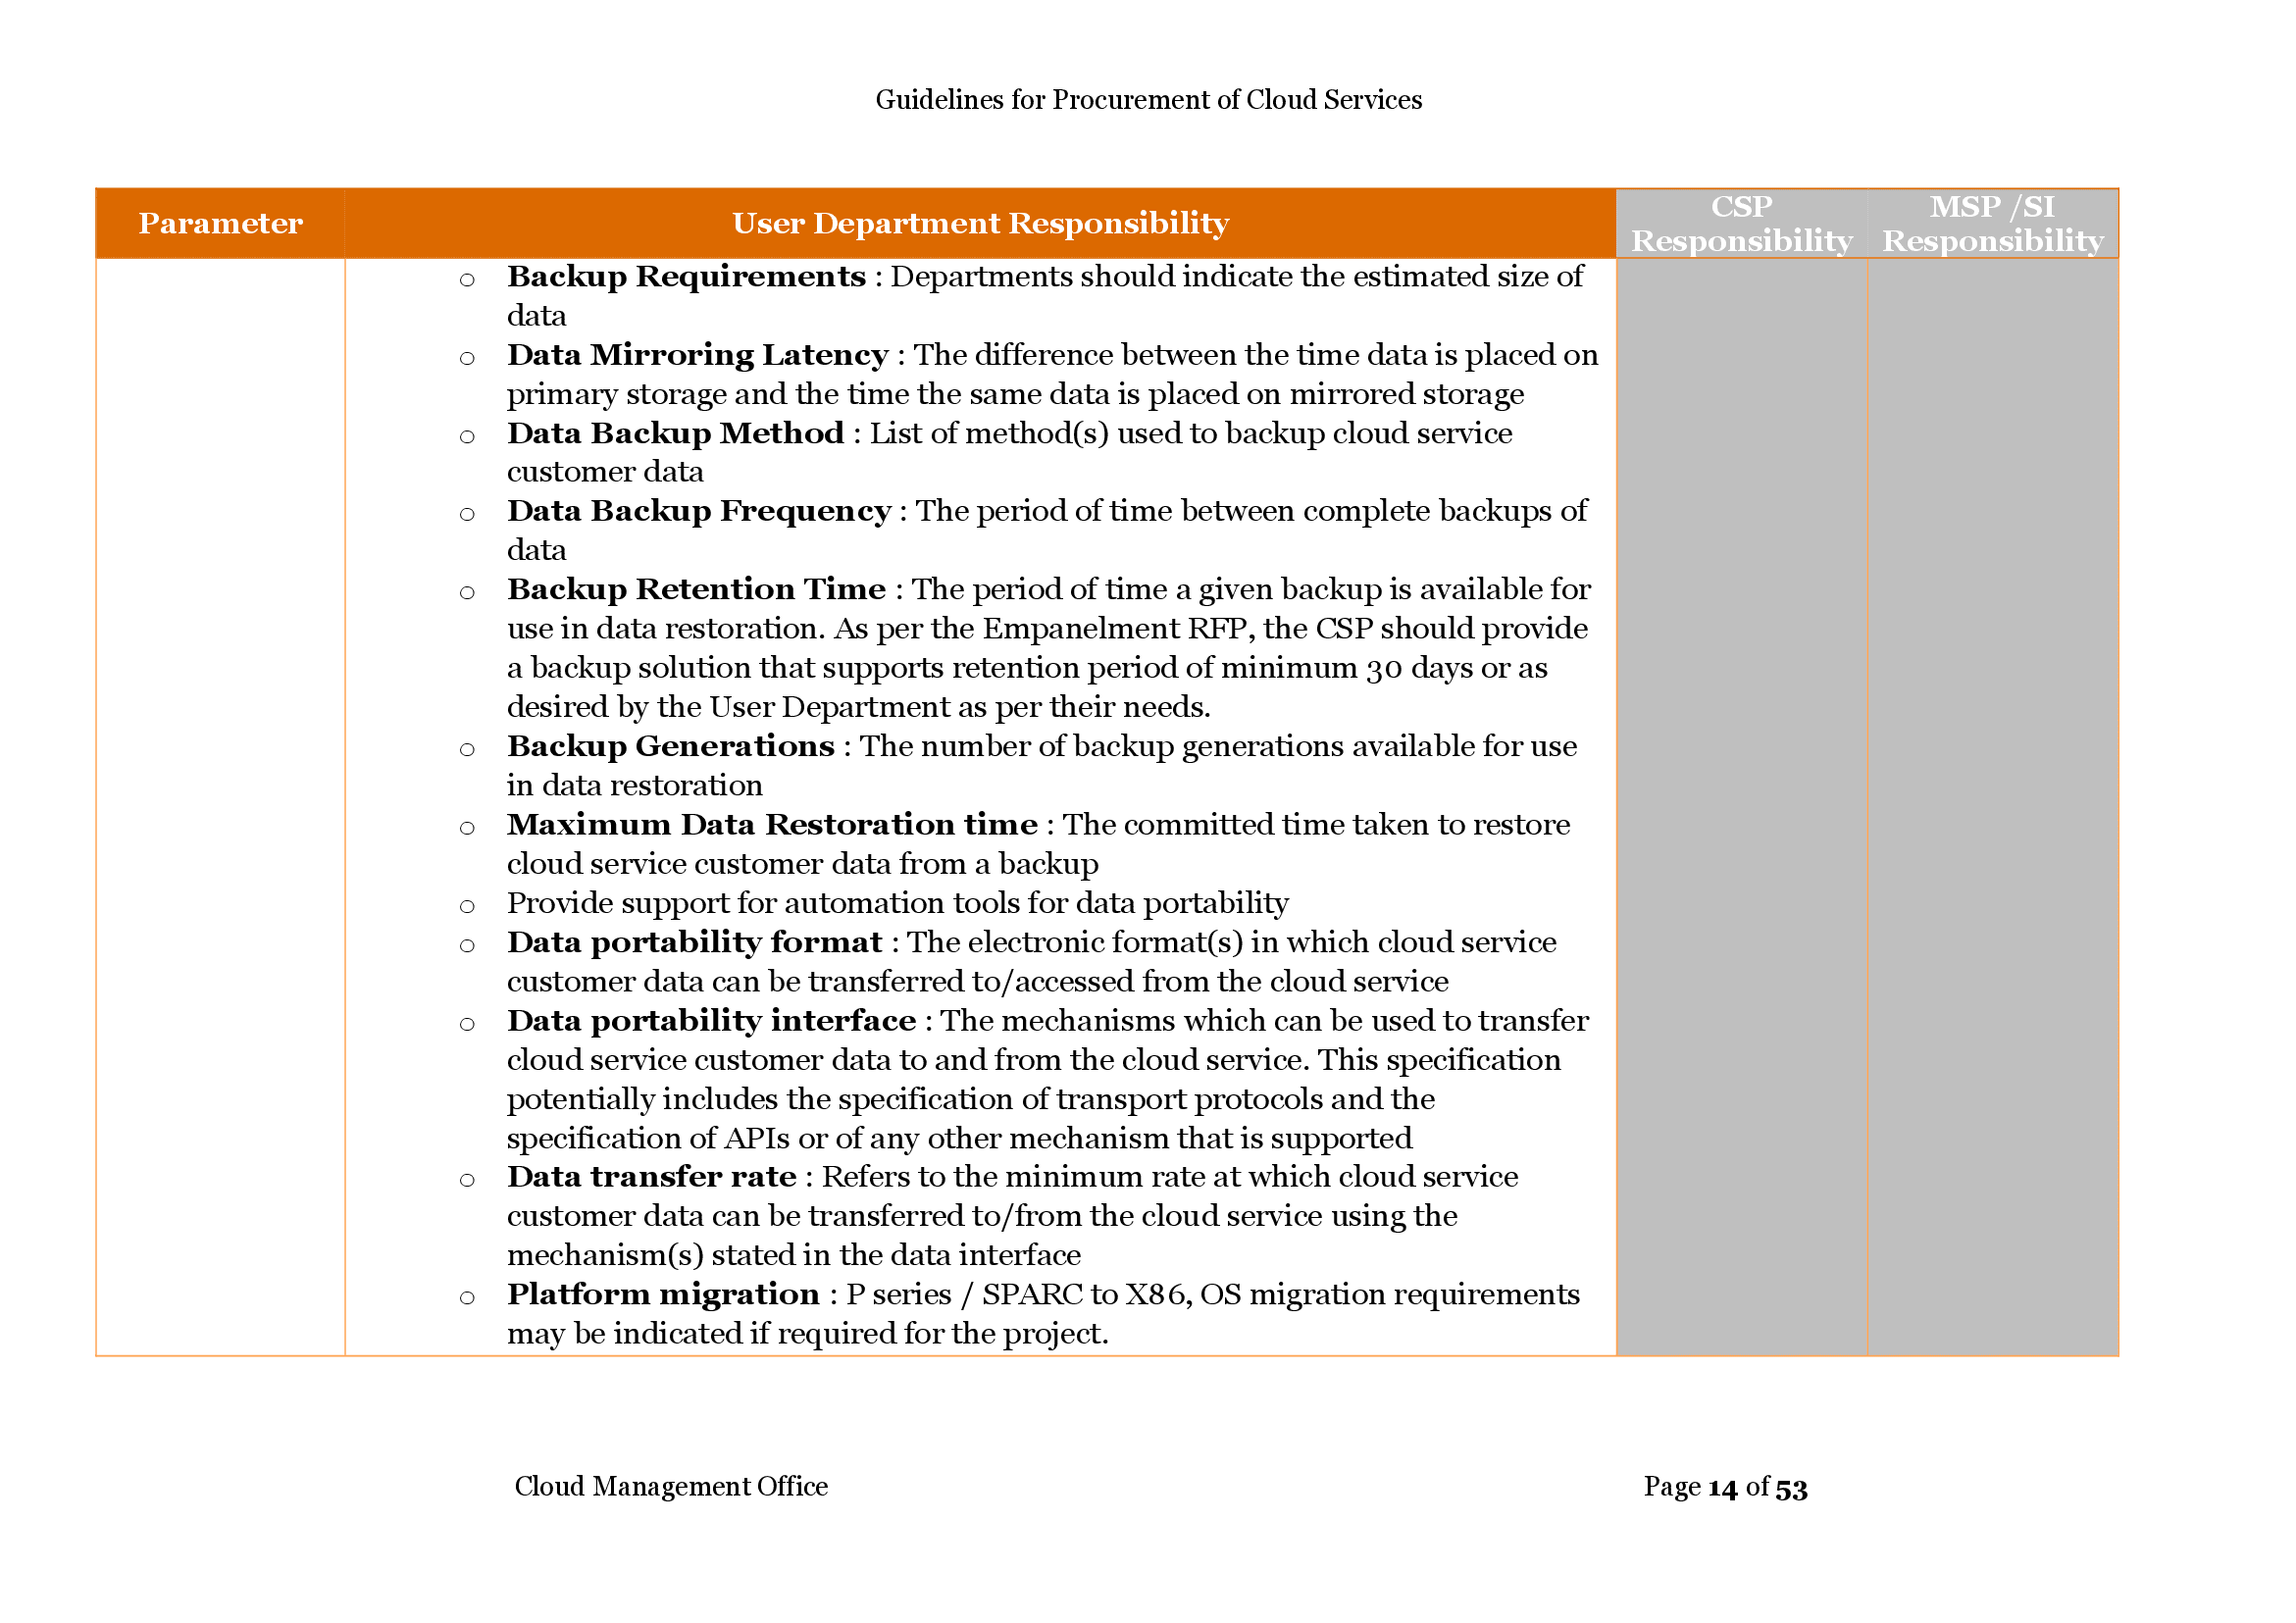 Guidelines for Procurement of Cloud Services
Parameter
User Department Responsibility
CSP
Responsibility
MSP /SI
Responsibility
o Backup Requirements : Departments should indicate the estimated size of
data
o Data Mirroring Latency : The difference between the time data is placed on
primary storage and the time the same data is placed on mirrored storage
o Data Backup Method : List of method(s) used to backup cloud service
customer data
o Data Backup Frequency : The period of time between complete backups of
data
o Backup Retention Time : The period of time a given backup is available for
use in data restoration. As per the Empanelment RFP, the CSP should provide
a backup solution that supports retention period of minimum 30 days or as
desired by the User Department as per their needs.
o Backup Generations : The number of backup generations available for use
in data restoration
o Maximum Data Restoration time : The committed time taken to restore
cloud service customer data from a backup
o Provide support for automation tools for data portability
o Data portability format : The electronic format(s) in which cloud service
customer data can be transferred to/accessed from the cloud service
o Data portability interface : The mechanisms which can be used to transfer
cloud service customer data to and from the cloud service. This specification
potentially includes the specification of transport protocols and the
specification of APIs or of any other mechanism that is supported
o Data transfer rate : Refers to the minimum rate at which cloud service
customer data can be transferred to/from the cloud service using the
mechanism(s) stated in the data interface
o Platform migration : P series / SPARC to X86, OS migration requirements
may be indicated if required for the project.
Cloud Management Office
Page 14 of 53